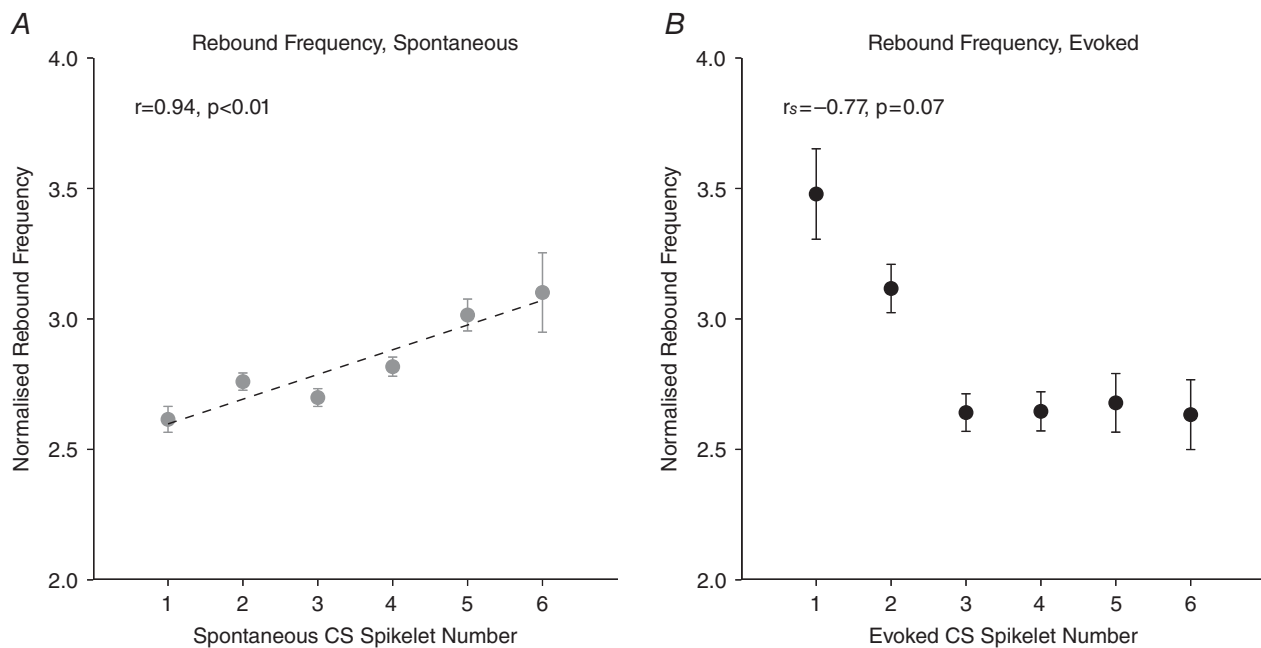 A
Rebound Frequency, Spontaneous
r=0.94, p<0.01
Normalised Rebound Frequency
4.0
3.5
3.0
2.5
2.0
1 2 3 4 5 6
Spontaneous CS Spikelet Number
B
Rebound Frequency, Evoked
rs=−0.77, p=0.07
Normalised Rebound Frequency
4.0
3.5
3.0
2.5
2.0
1 2 3 4 5 6
Evoked CS Spikelet Number